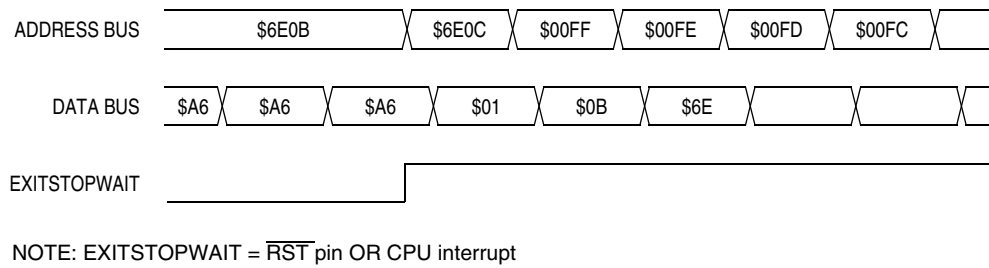 ADDRESS BUS $6E0B $6E0C $00FF $00FE $00FD $00FC
DATA BUS $A6 $A6 $A6 $01 $0B $6E
EXITSTOPWAIT
NOTE: EXITSTOPWAIT = RST pin OR CPU interrupt